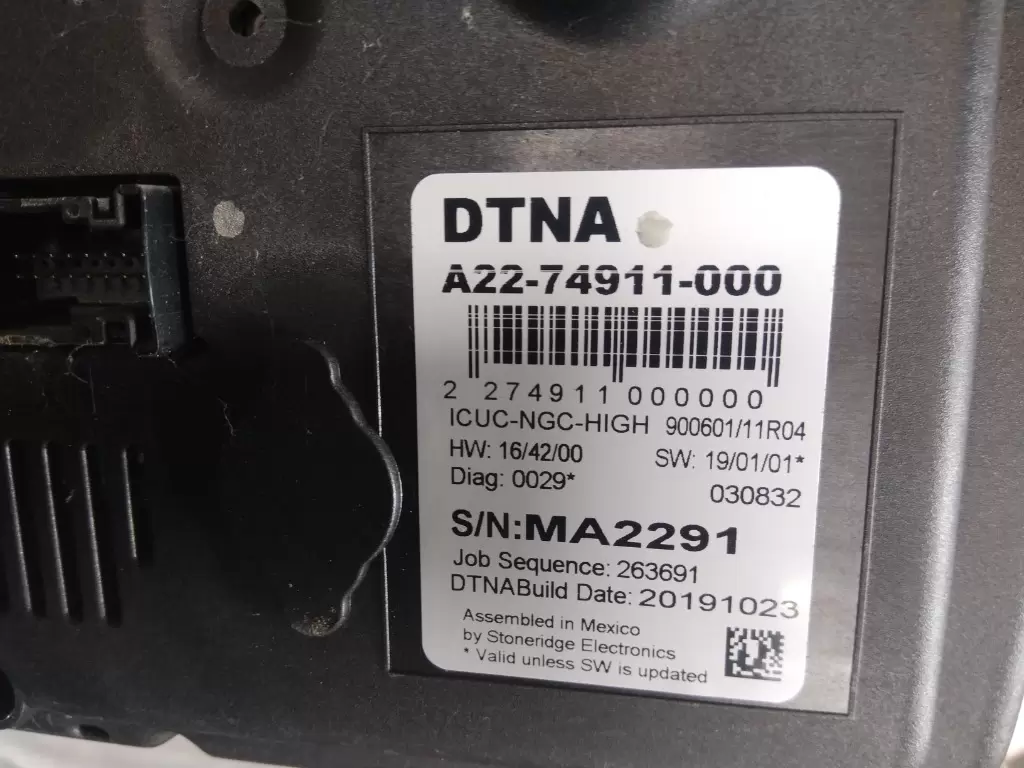 DTNA
A22-74911-000
2 274911 000000
ICUC-NGC-HIGH 900601/11R04
HW: 16/42/00 SW: 19/01/01*
Diag: 0029* 030832
S/N:MA2291
Job Sequence: 263691
DTNABuild Date: 20191023
Assembled in Mexico
by Stoneridge Electronics
* Valid unless SW is updated